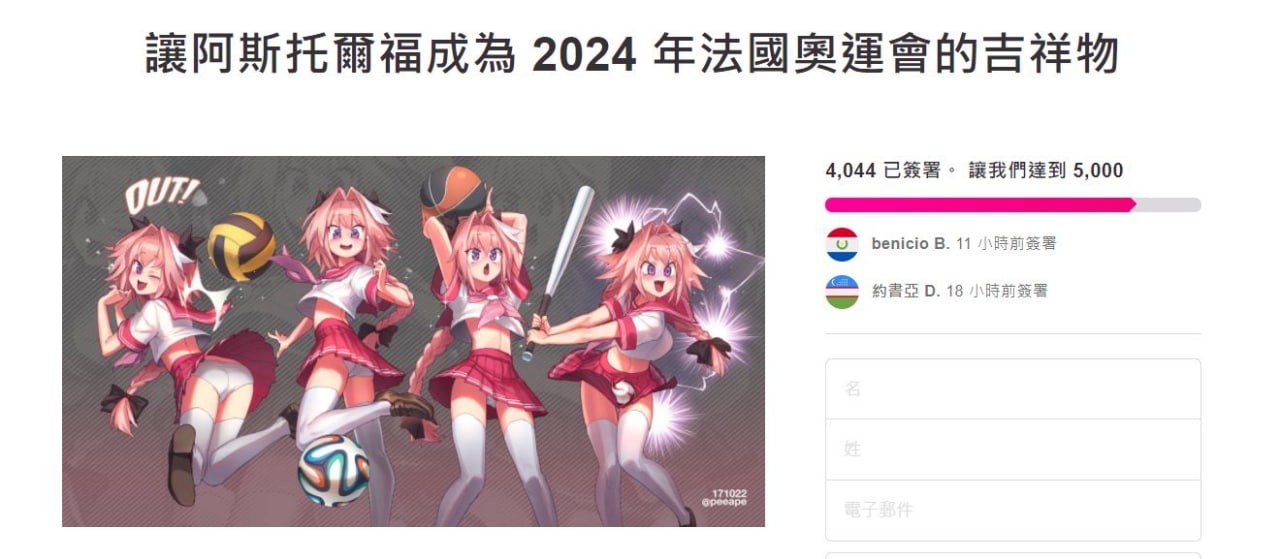 讓阿斯托爾福成為 2024 年法國奧運會的吉祥物
OUT!
171022
@peeape
4,044 已簽署。 讓我們達到 5,000
benicio B. 11 小時前簽署
約書亞 D. 18 小時前簽署
名
姓
電子郵件